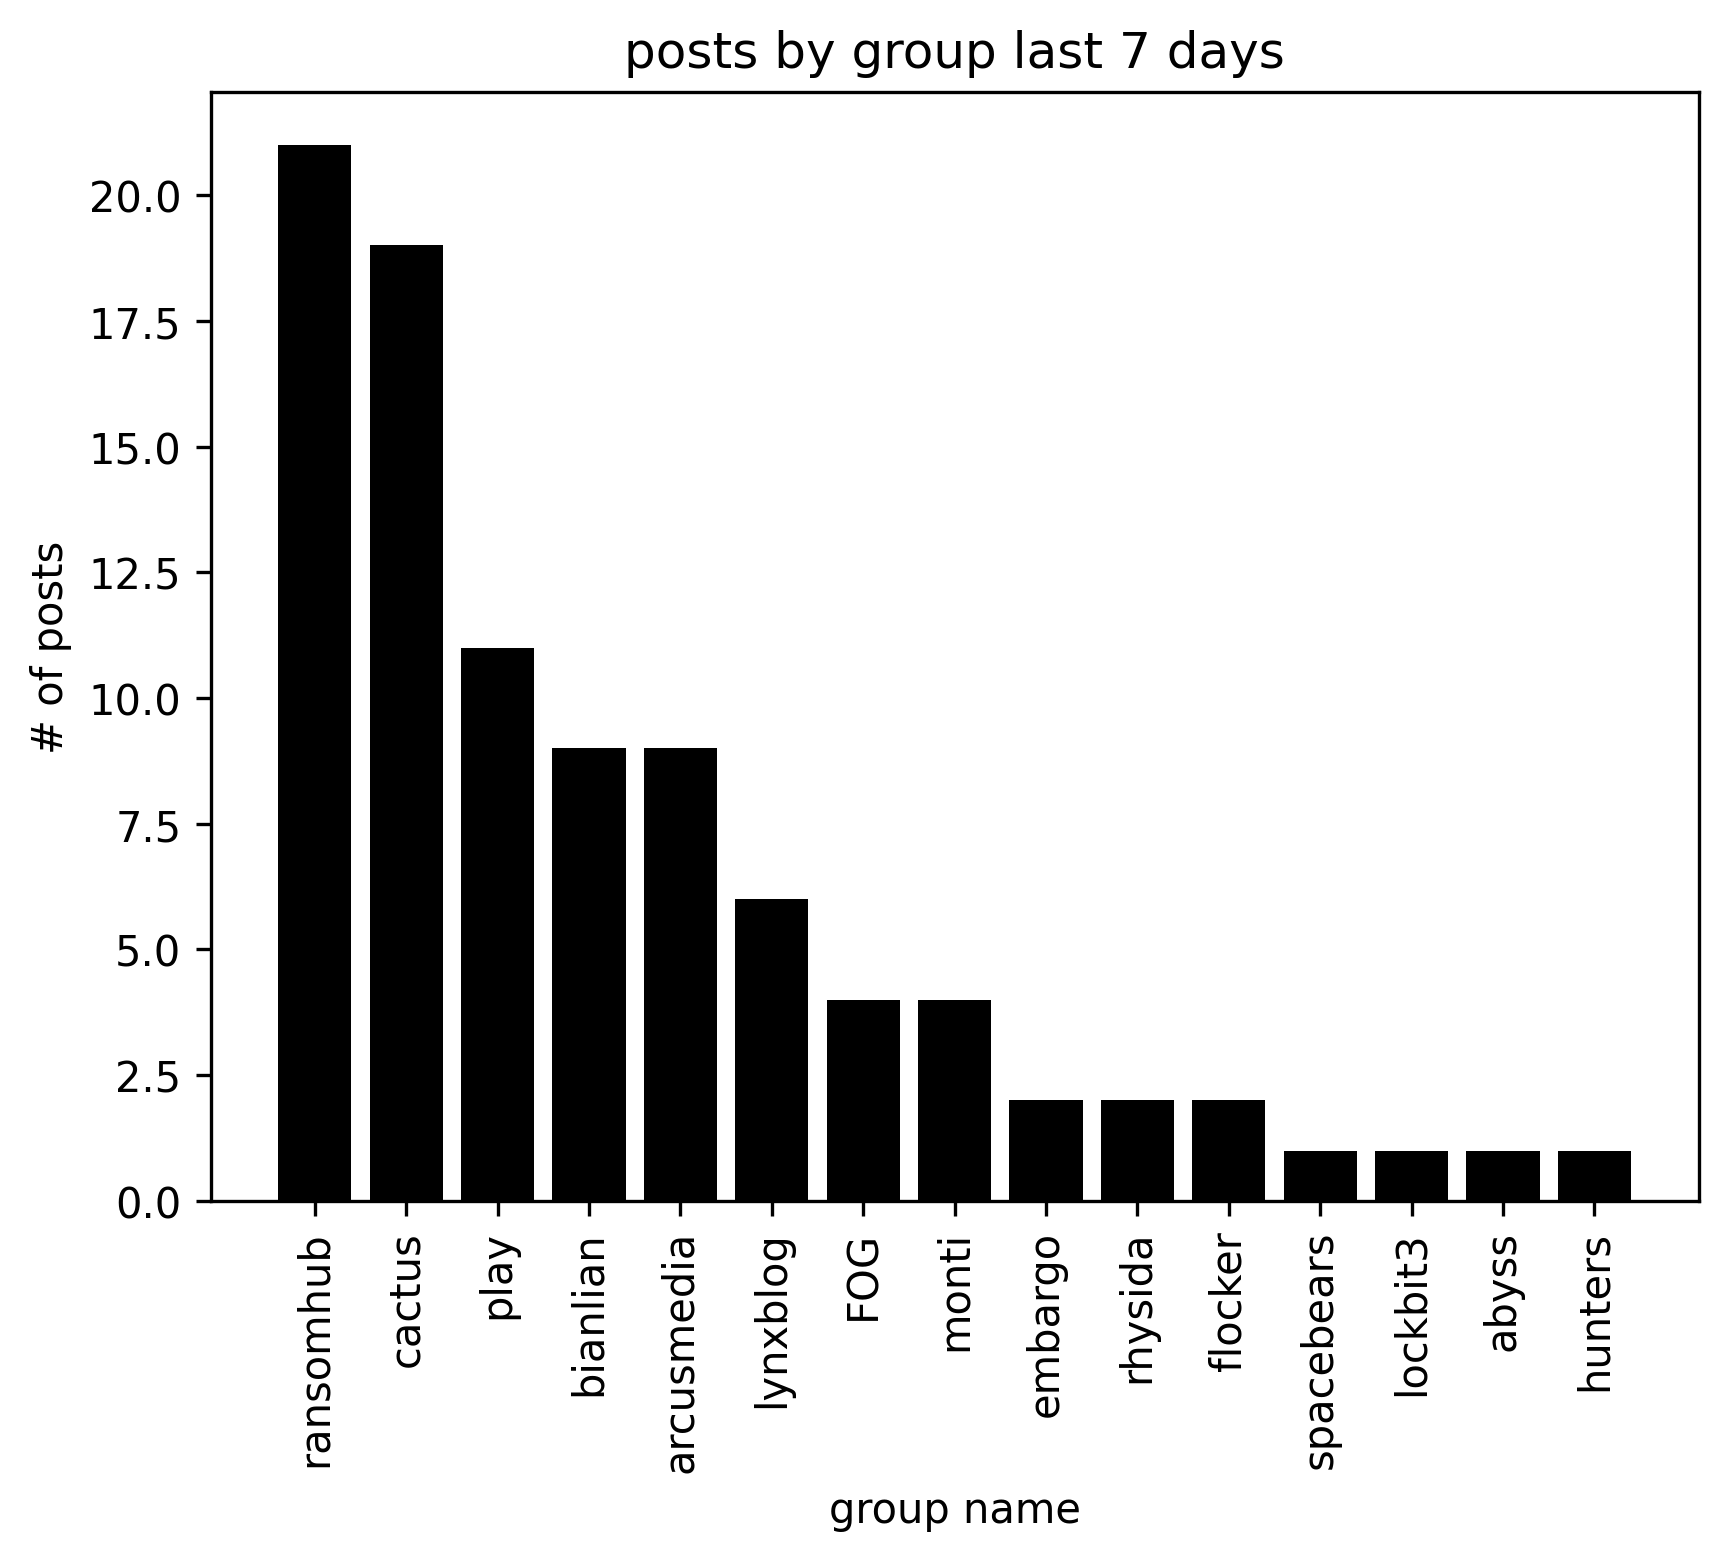 posts by group last 7 days
# of posts
20.0
17.5
15.0
12.5
10.0
7.5
5.0
2.5
0.0
ransomhub
cactus
play
bianlian
arcusmedia
lynxblog
FOG
monti
embargo
rhysida
flocker
spacebears
lockbit3
abyss
hunters
group name